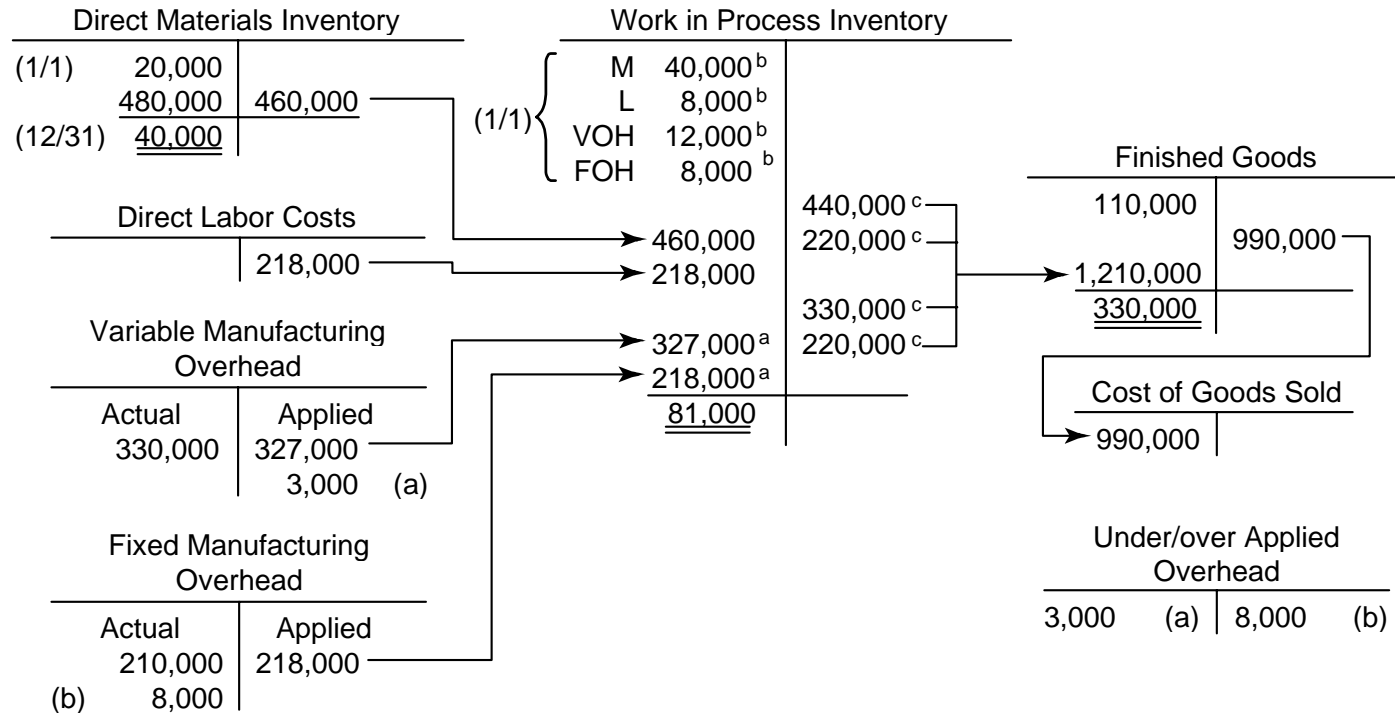 Direct Materials Inventory
(1/1) 20,000
480,000 460,000
(12/31) 40,000
Direct Labor Costs
218,000
Variable Manufacturing
Overhead
Actual Applied
330,000 327,000
3,000 (a)
Fixed Manufacturing
Overhead
Actual Applied
210,000 218,000
(b) 8,000
Work in Process Inventory
(1/1)
M 40,000 b
L 8,000 b
VOH 12,000 b
FOH 8,000 b
440,000 c
460,000 220,000 c
218,000
330,000 c
327,000 a 220,000 c
218,000 a
81,000
Finished Goods
110,000
990,000
1,210,000
330,000
Cost of Goods Sold
990,000
Under/over Applied
Overhead
3,000 (a) 8,000 (b)